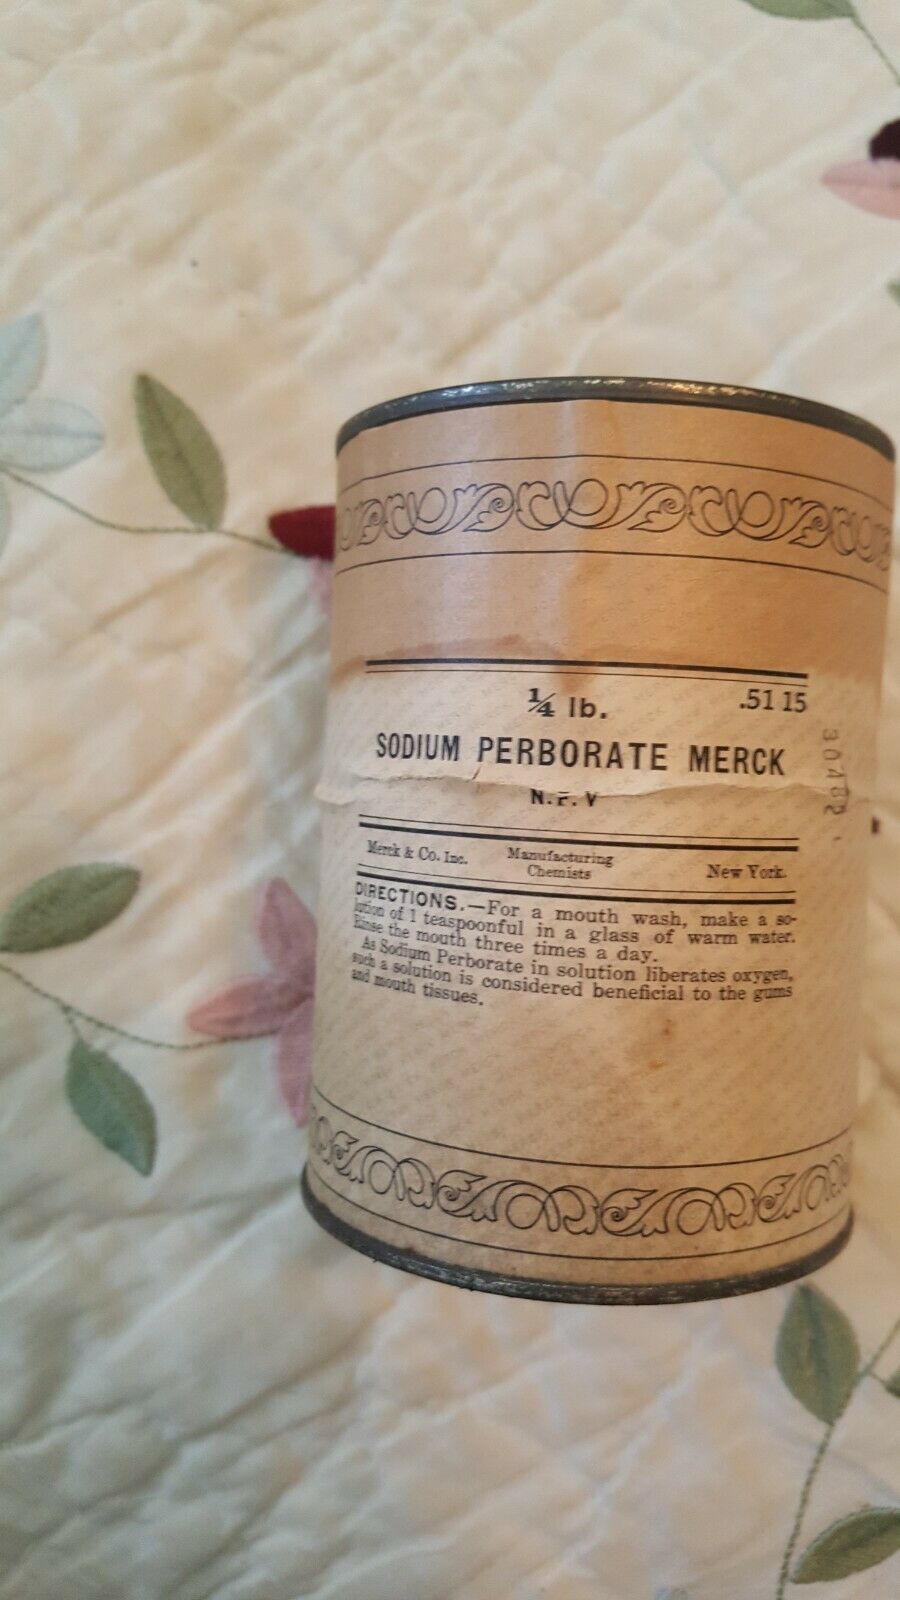 ¼ lb. .51 15
SODIUM PERBORATE MERCK
N.F. V
Merck & Co. Inc. Manufacturing Chemists New York.
DIRECTIONS.—For a mouth wash, make a so-
lution of 1 teaspoonful in a glass of warm water.
Rinse the mouth three times a day.
As Sodium Perborate in solution liberates oxygen,
such a solution is considered beneficial to the gums
and mouth tissues.